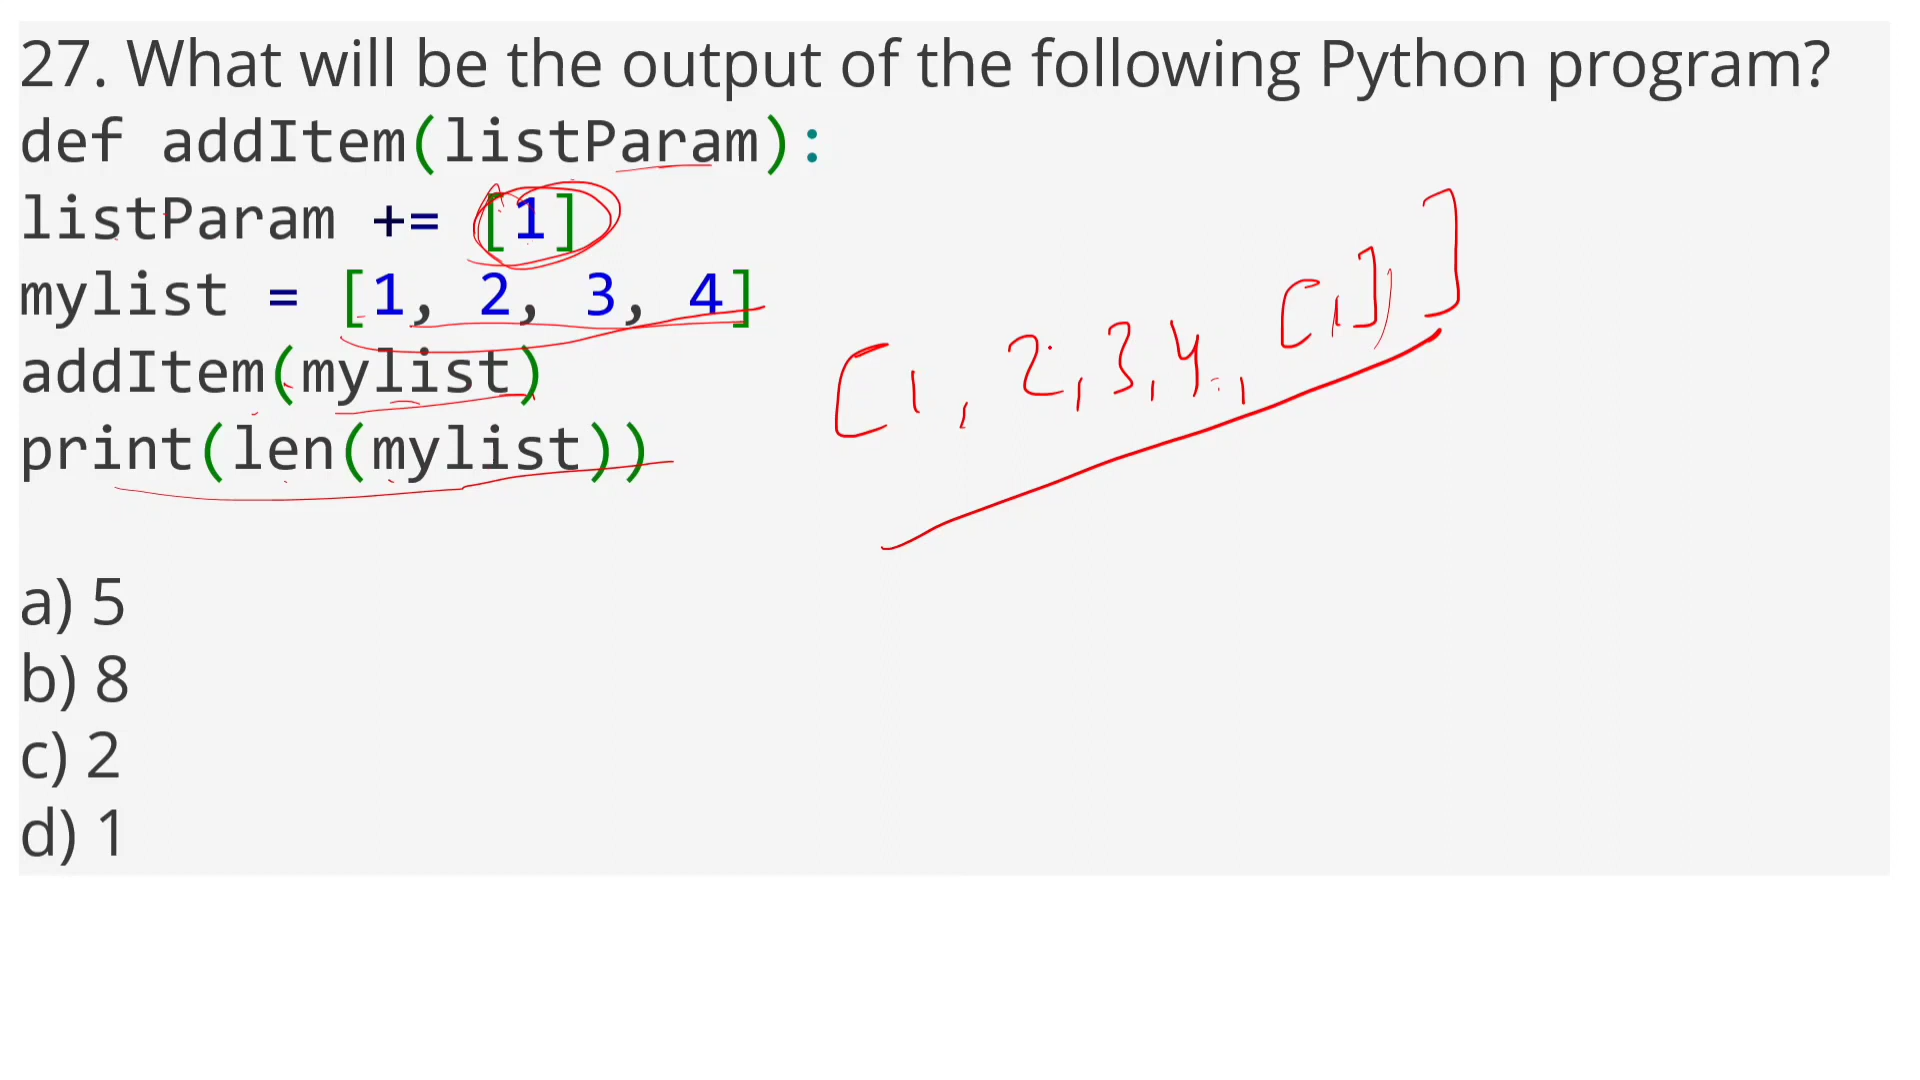 27. What will be the output of the following Python program?
def addItem(listParam):
listParam += [1]
mylist = [1, 2, 3, 4]
addItem(mylist)
print(len(mylist))
[1, 2, 3, 4, [1]]
a) 5
b) 8
c) 2
d) 1